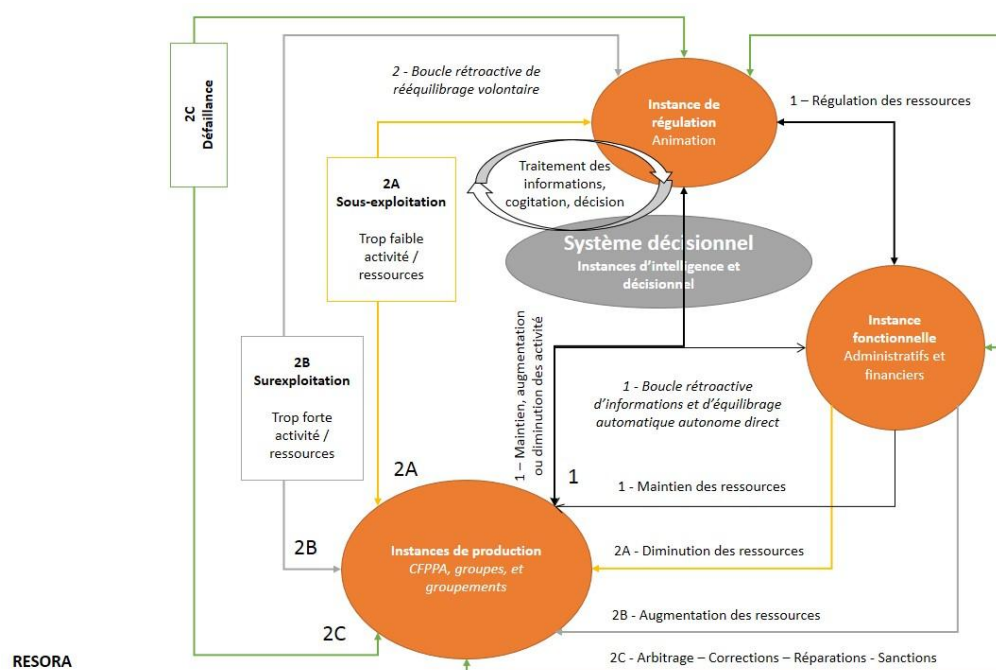 2C
Défaillance
2 - Boucle rétroactive de
rééquilibrage volontaire
Instance de
régulation
Animation
1 – Régulation des ressources
2A
Sous-exploitation
Trop faible
activité /
ressources
Traitement des
informations,
cogitation, décision
Système décisionnel
Instances d'intelligence et
décisionnel
Instance
fonctionnelle
Administratifs et
financiers
2B
Surexploitation
Trop forte
activité /
ressources
1 – Maintien, augmentation
ou diminution des activité
1 - Boucle rétroactive
d'informations et d'équilibrage
automatique autonome direct
2A
1
1 - Maintien des ressources
2B
Instances de production
CFPPA, groupes, et
groupements
2A - Diminution des ressources
2B - Augmentation des ressources
2C
2C - Arbitrage – Corrections – Réparations - Sanctions
RESORA